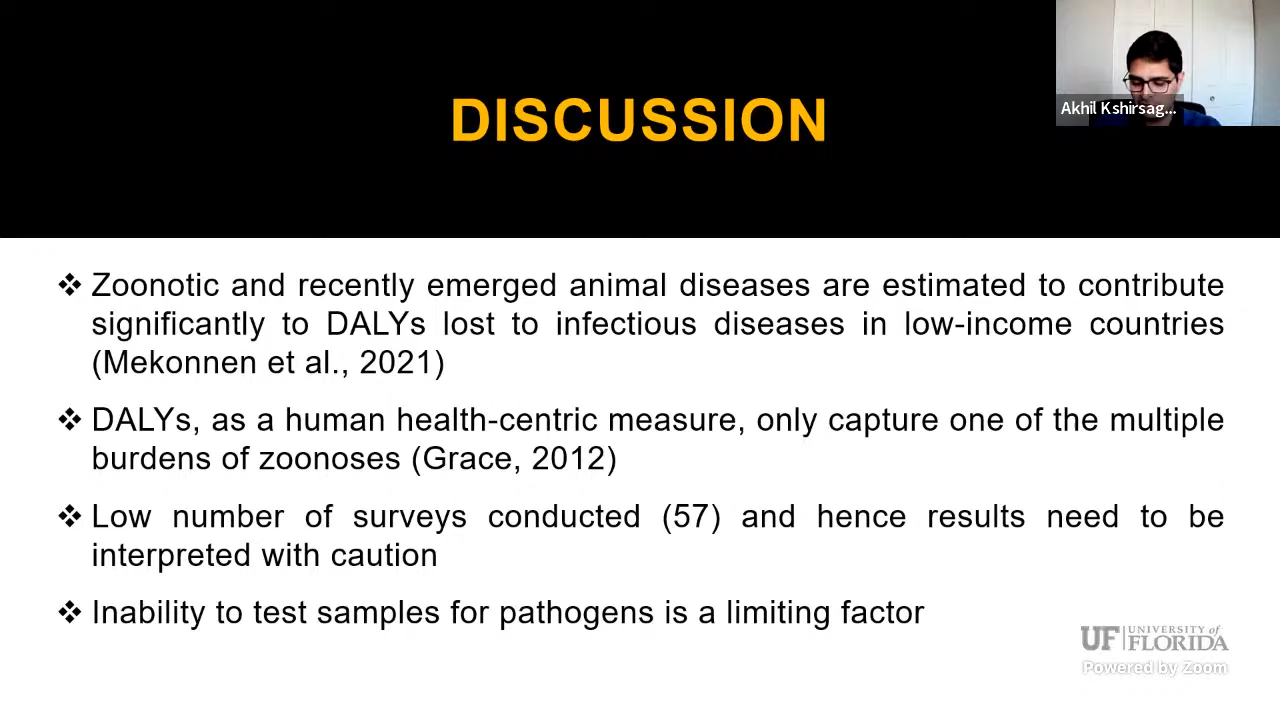 DISCUSSION
Akhil Kshirsag...
❖ Zoonotic and recently emerged animal diseases are estimated to contribute
significantly to DALYs lost to infectious diseases in low-income countries
(Mekonnen et al., 2021)
❖ DALYs, as a human health-centric measure, only capture one of the multiple
burdens of zoonoses (Grace, 2012)
❖ Low number of surveys conducted (57) and hence results need to be
interpreted with caution
❖ Inability to test samples for pathogens is a limiting factor
UF UNIVERSITY of
FLORIDA
Powered by Zoom